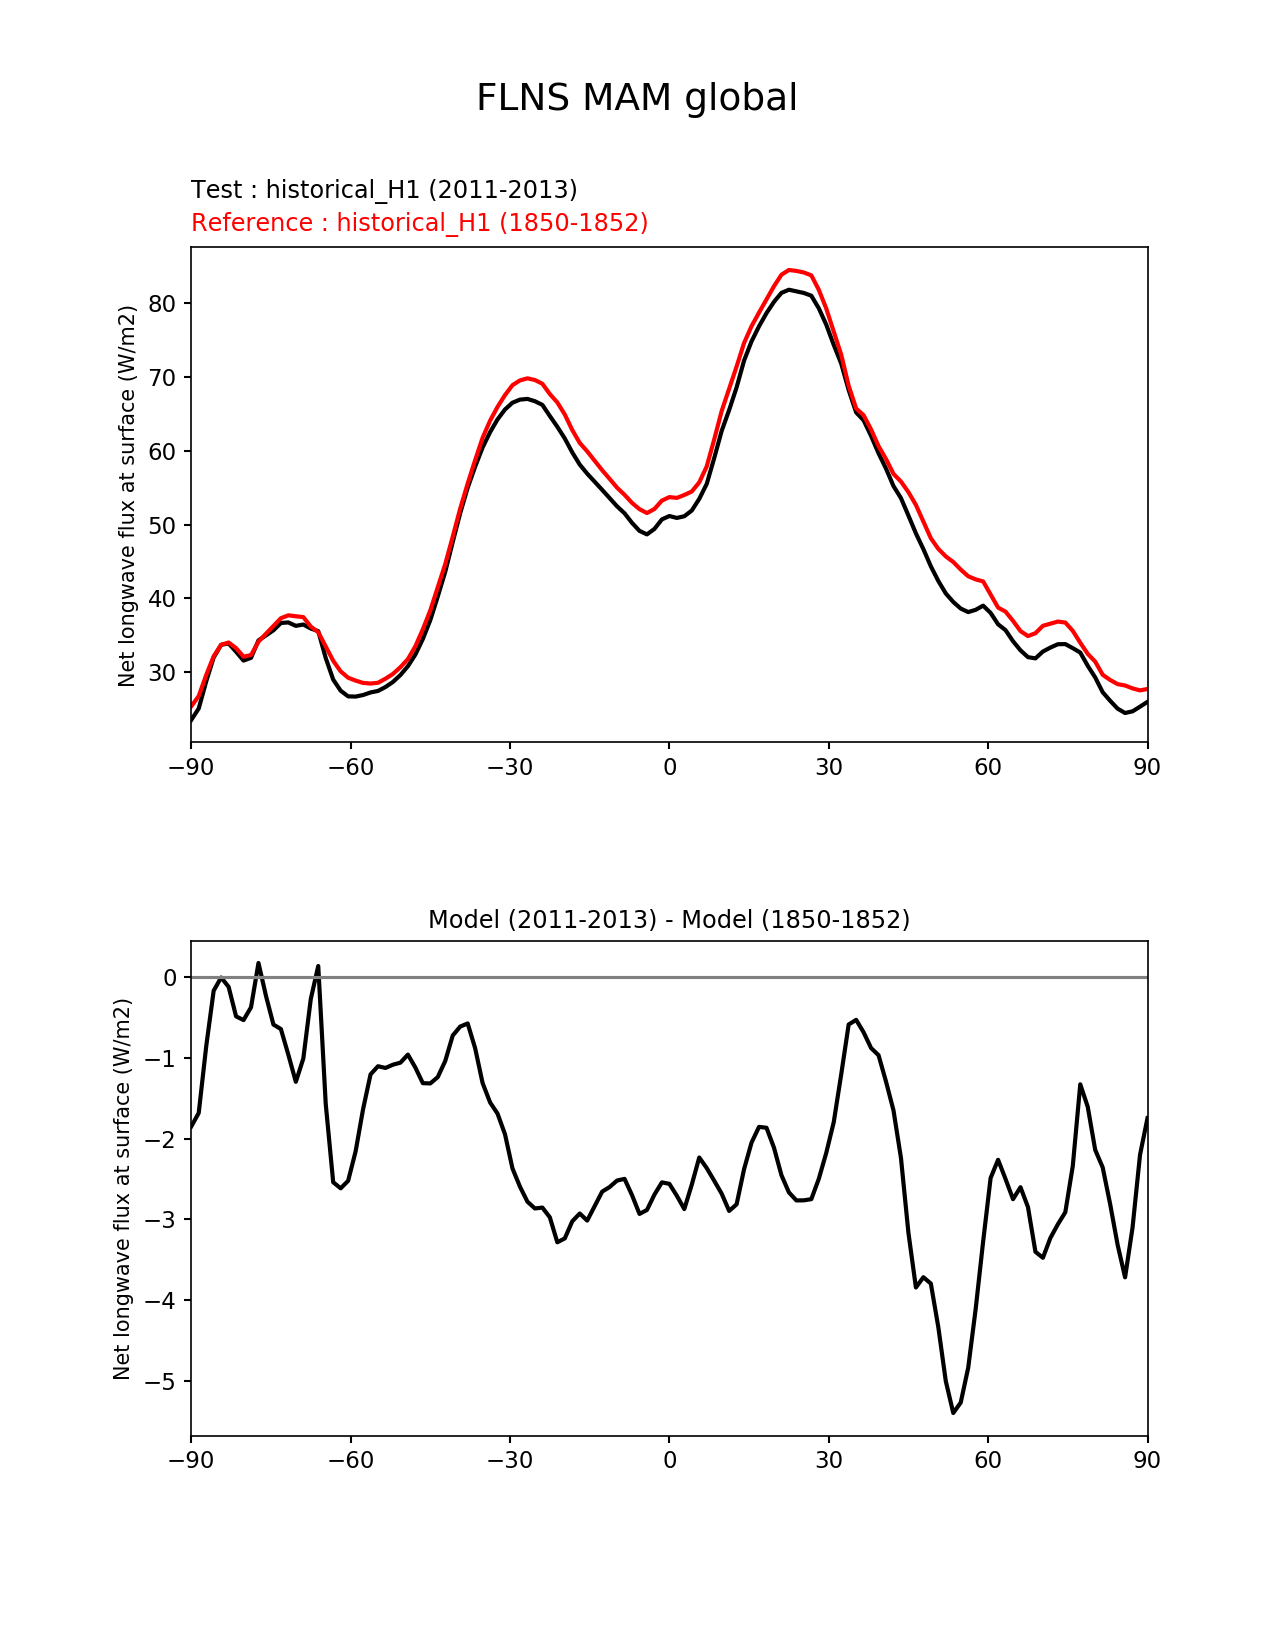 FLNS MAM global
Test : historical_H1 (2011-2013)
Reference : historical_H1 (1850-1852)
Net longwave flux at surface (W/m2)
80
70
60
50
40
30
−90 −60 −30 0 30 60 90
Model (2011-2013) - Model (1850-1852)
Net longwave flux at surface (W/m2)
0
−1
−2
−3
−4
−5
−90 −60 −30 0 30 60 90